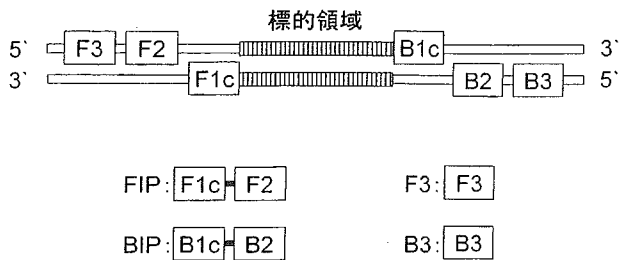 標的領域
5` F3 F2 B1c 3`
3` F1c B2 B3 5`
FIP: F1c F2 F3: F3
BIP: B1c B2 B3: B3